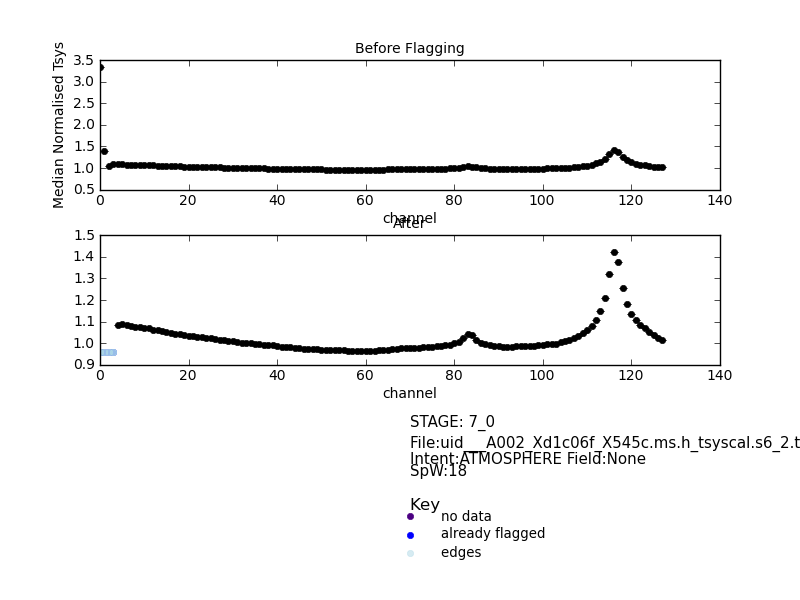 Before Flagging
Median Normalised Tsys
3.5
3.0
2.5
2.0
1.5
1.0
0.5
0 20 40 60 80 100 120 140
channel
After
1.5
1.4
1.3
1.2
1.1
1.0
0.9
0 20 40 60 80 100 120 140
channel
STAGE: 7_0
File:uid___A002_Xd1c06f_X545c.ms.h_tsyscal.s6_2.t
Intent:ATMOSPHERE Field:None
SpW:18
Key
no data
already flagged
edges